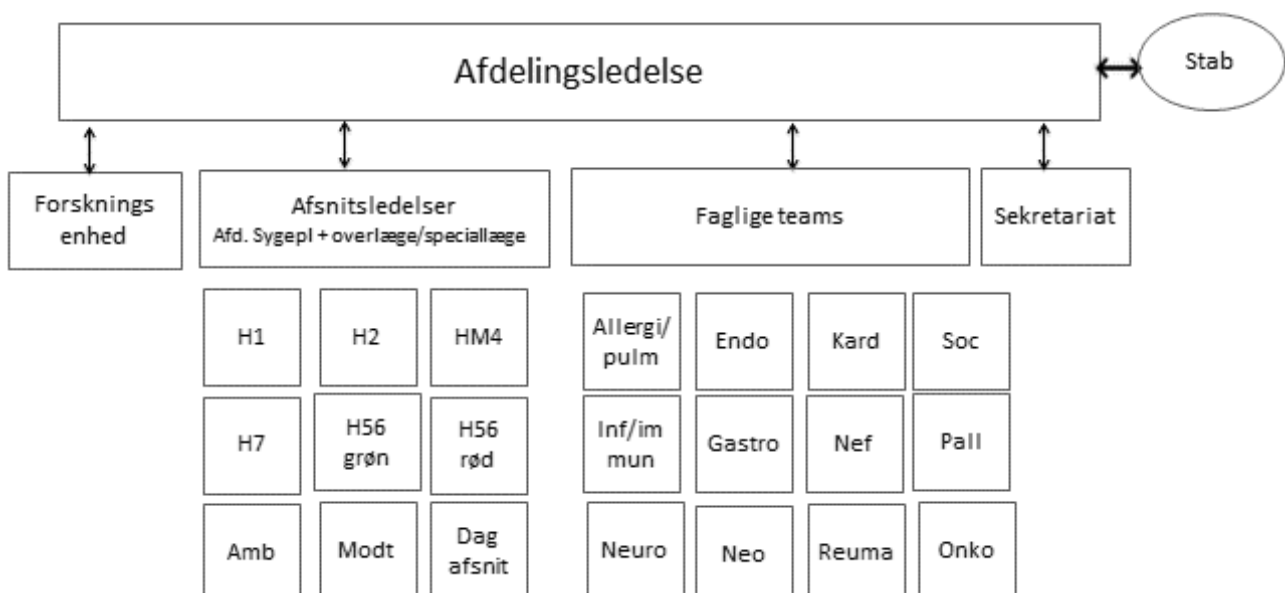 Afdelingsledelse
Stab
Forsknings
enhed
Afsnitsledelser
Afd. Sygepl + overlæge/speciallæge
Faglige teams
Sekretariat
H1
H2
HM4
H7
H56
grøn
H56
rød
Amb
Modt
Dag
afsnit
Allergi/
pulm
Endo
Kard
Soc
Inf/im
mun
Gastro
Nef
Pall
Neuro
Neo
Reuma
Onko